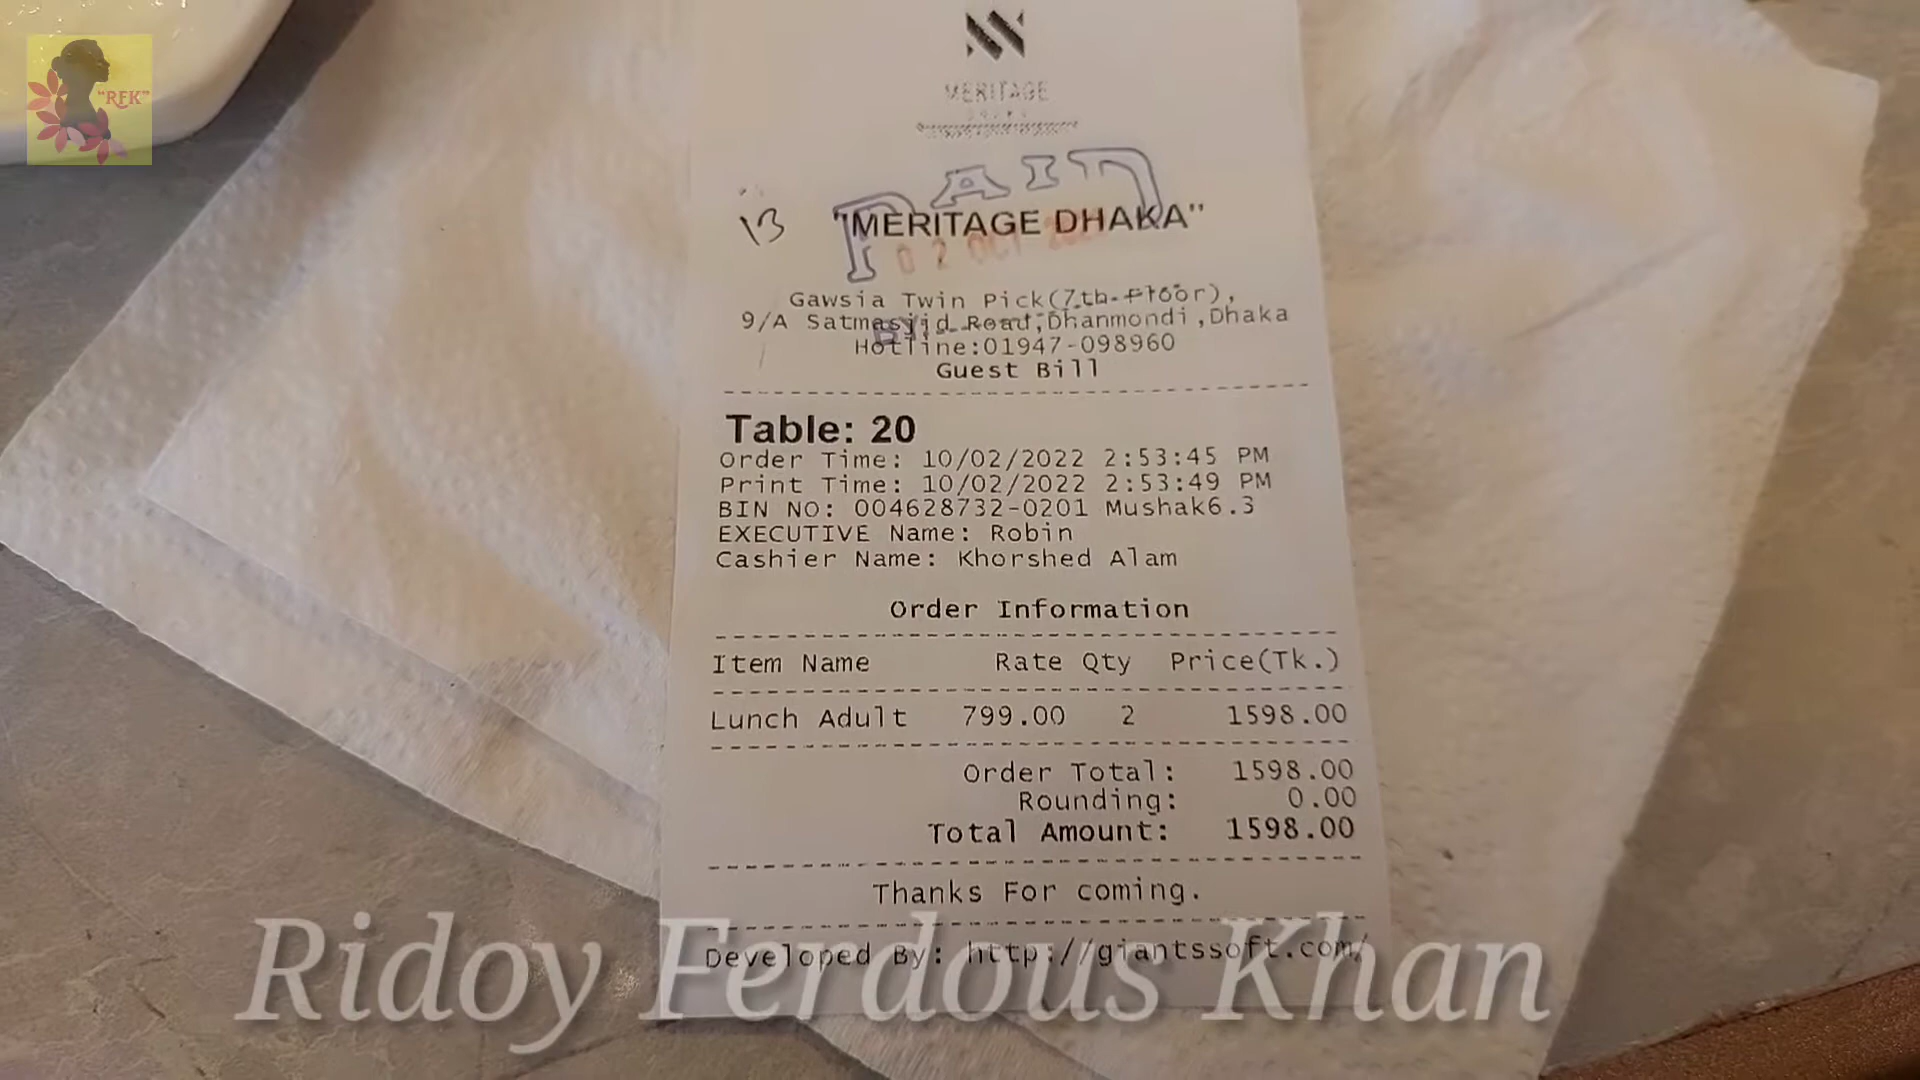 "RFK"
MERITAGE
PAID
13
"MERITAGE DHAKA"
02 OCT
Gawsia Twin Pick(7th-Floor),
9/A Satmasjid Road,Dhanmondi,Dhaka
Hotline:01947-098960
Guest Bill
Table: 20
Order Time: 10/02/2022 2:53:45 PM
Print Time: 10/02/2022 2:53:49 PM
BIN NO: 004628732-0201 Mushak6.3
EXECUTIVE Name: Robin
Cashier Name: Khorshed Alam
Order Information
Item Name Rate Qty Price(Tk.)
Lunch Adult 799.00 2 1598.00
Order Total: 1598.00
Rounding: 0.00
Total Amount: 1598.00
Thanks For coming.
Developed By: http://giantssoft.com/
Ridoy Ferdous Khan